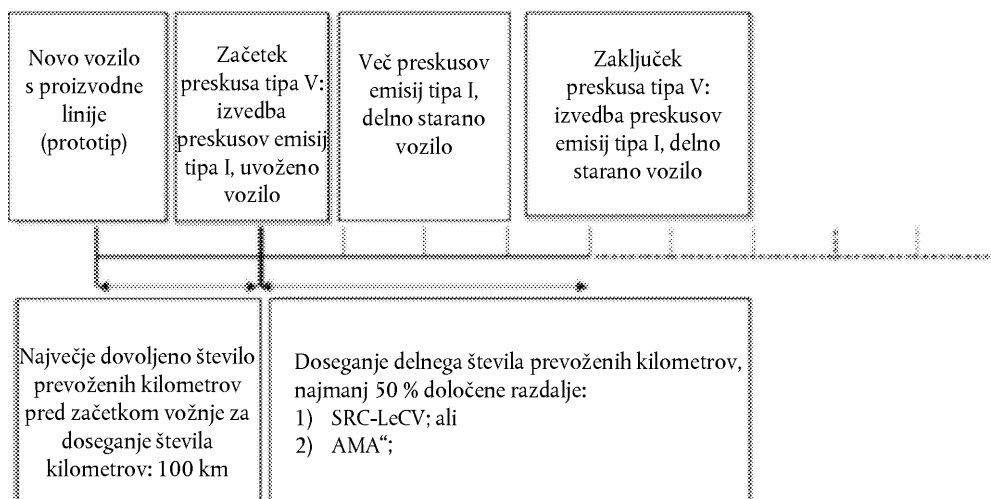 Novo vozilo
s proizvodne
linije
(prototip)
Začetek
preskusa tipa V:
izvedba
preskusov emisij
tipa I, uvoženo
vozilo
Več preskusov
emisij tipa I,
delno starano
vozilo
Zaključek
preskusa tipa V:
izvedba preskusov
emisij tipa I, delno
starano vozilo
Največje dovoljeno število
prevoženih kilometrov
pred začetkom vožnje za
doseganje števila
kilometrov: 100 km
Doseganje delnega števila prevoženih kilometrov,
najmanj 50 % določene razdalje:
1) SRC-LeCV; ali
2) AMA“;